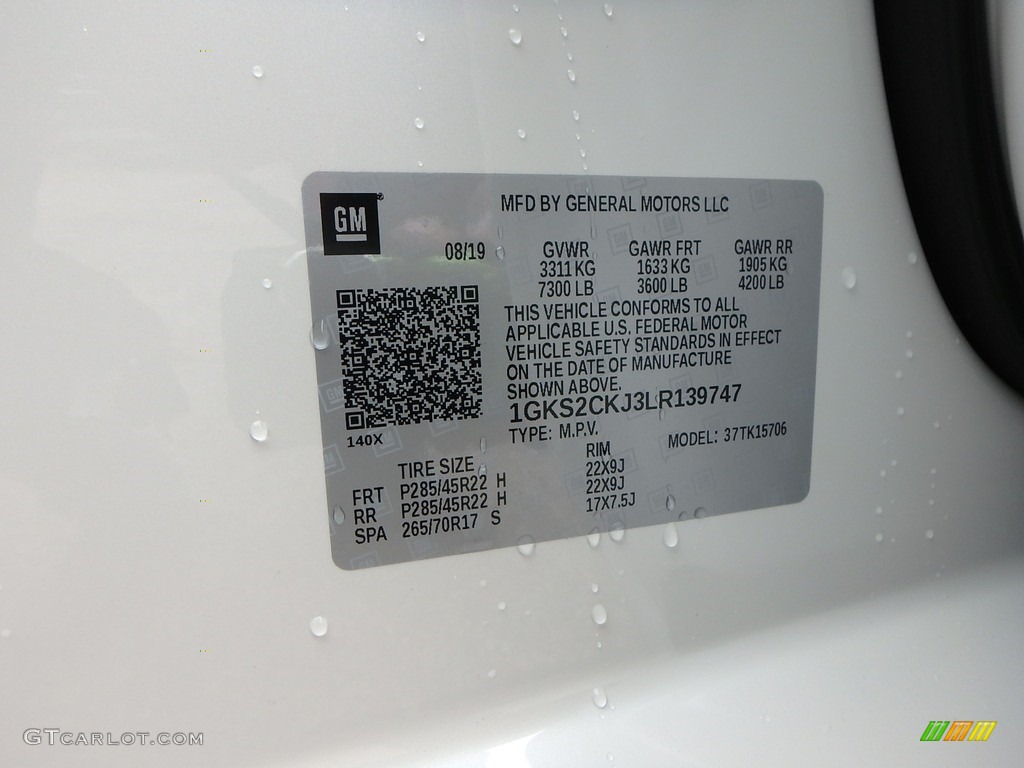 GM
MFD BY GENERAL MOTORS LLC
08/19
GVWR GAWR FRT GAWR RR
3311 KG 1633 KG 1905 KG
7300 LB 3600 LB 4200 LB
THIS VEHICLE CONFORMS TO ALL
APPLICABLE U.S. FEDERAL MOTOR
VEHICLE SAFETY STANDARDS IN EFFECT
ON THE DATE OF MANUFACTURE
SHOWN ABOVE.
1GKS2CKJ3LR139747
140X
TYPE: M.P.V. MODEL: 37TK15706
TIRE SIZE RIM
FRT P285/45R22 H 22X9J
RR P285/45R22 H 22X9J
SPA 265/70R17 S 17X7.5J
GTCARLOT.COM